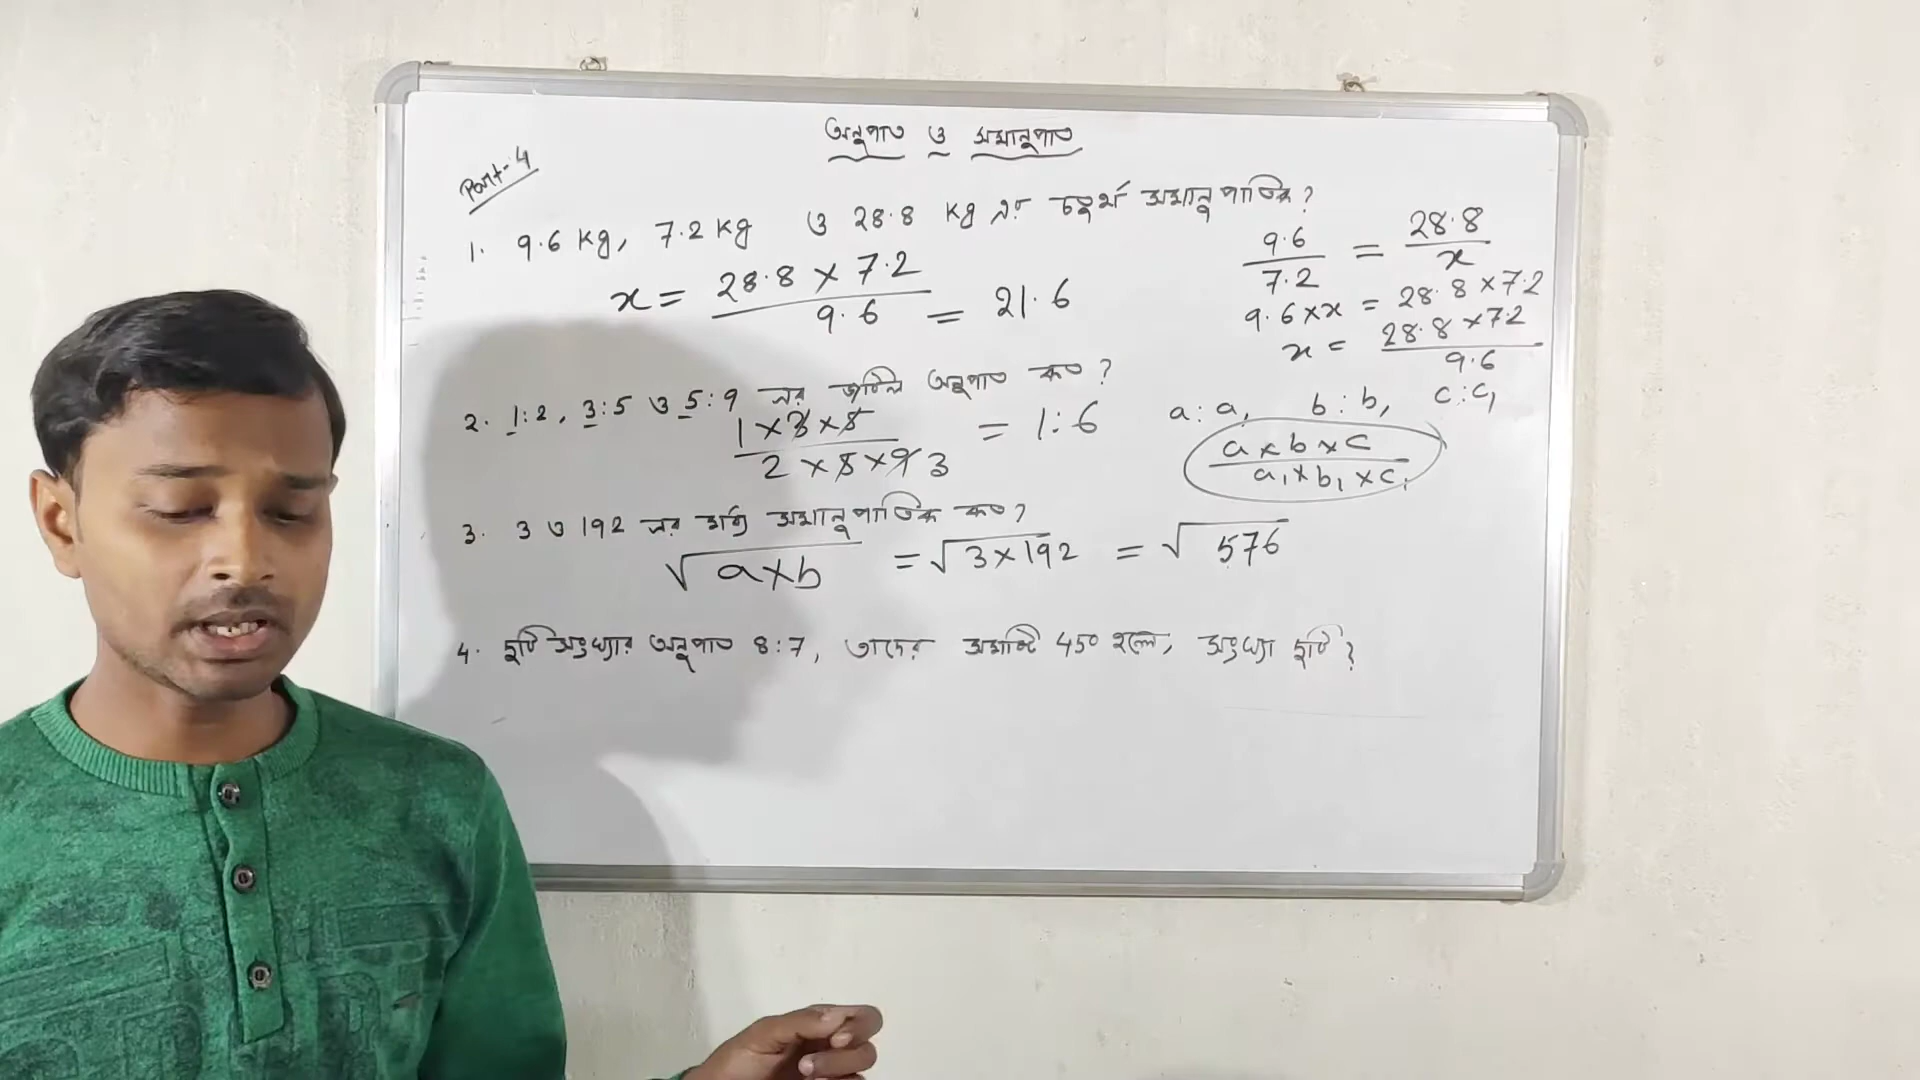 অনুপাত ও সমানুপাত
Part-4
1. 9.6 kg, 7.2 kg ও 28.8 kg এর চতুর্থ সমানুপাতিক?
x = 28.8 × 7.2 / 9.6 = 21.6
9.6 / 7.2 = 28.8 / x
9.6 × x = 28.8 × 7.2
x = 28.8 × 7.2 / 9.6
2. 1:2, 3:5 ও 5:9 এর জটিল অনুপাত কত?
1 × 3 × 5 / 2 × 5 × 9 3 = 1:6
a:a₁ b:b₁ c:c₁
a × b × c / a₁ × b₁ × c₁
3. 3 ও 192 এর মধ্য সমানুপাতিক কত?
√a×b = √3×192 = √576
4. দুটি সংখ্যার অনুপাত 8:7, তাদের সমষ্টি 450 হলে, সংখ্যা দুটি?